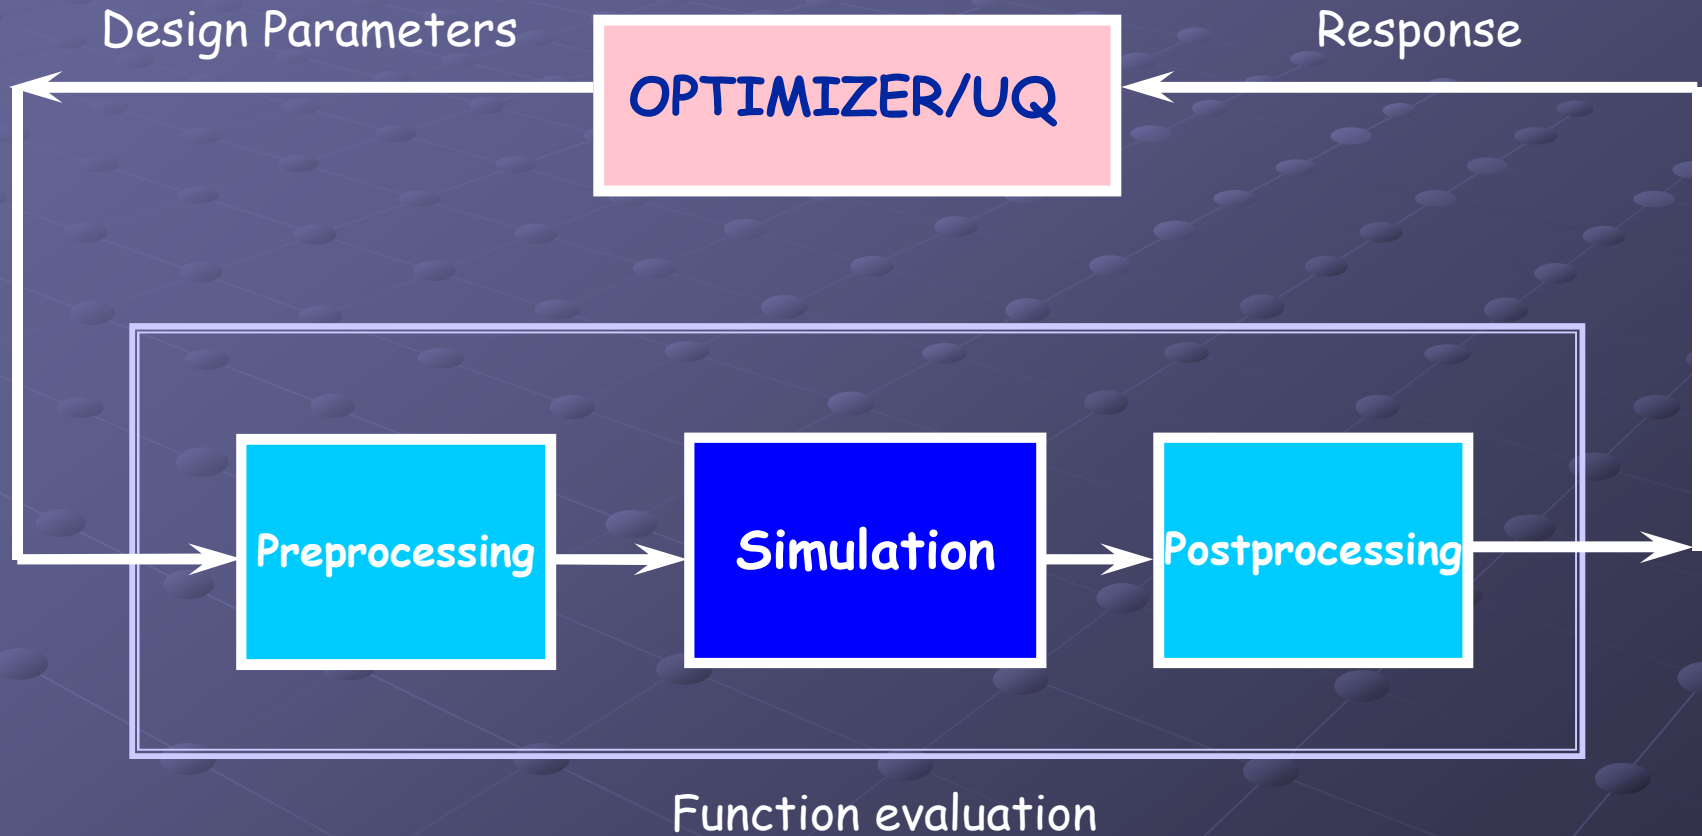 Design Parameters
Response
OPTIMIZER/UQ
Preprocessing
Simulation
Postprocessing
Function evaluation